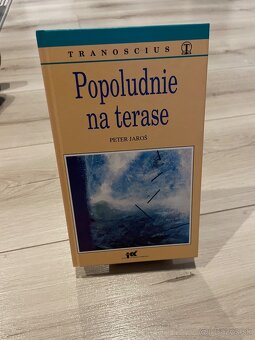 TRANOSCIUS
Popoludnie
na terase
PETER JAROŠ